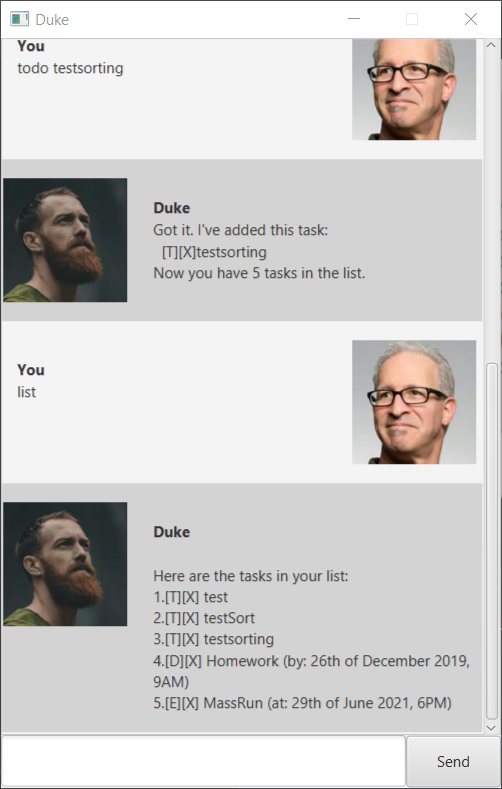 Duke
You
todo testsorting
Duke
Got it. I've added this task:
[T][X]testsorting
Now you have 5 tasks in the list.
You
list
Duke
Here are the tasks in your list:
1.[T][X] test
2.[T][X] testSort
3.[T][X] testsorting
4.[D][X] Homework (by: 26th of December 2019,
9AM)
5.[E][X] MassRun (at: 29th of June 2021, 6PM)
Send